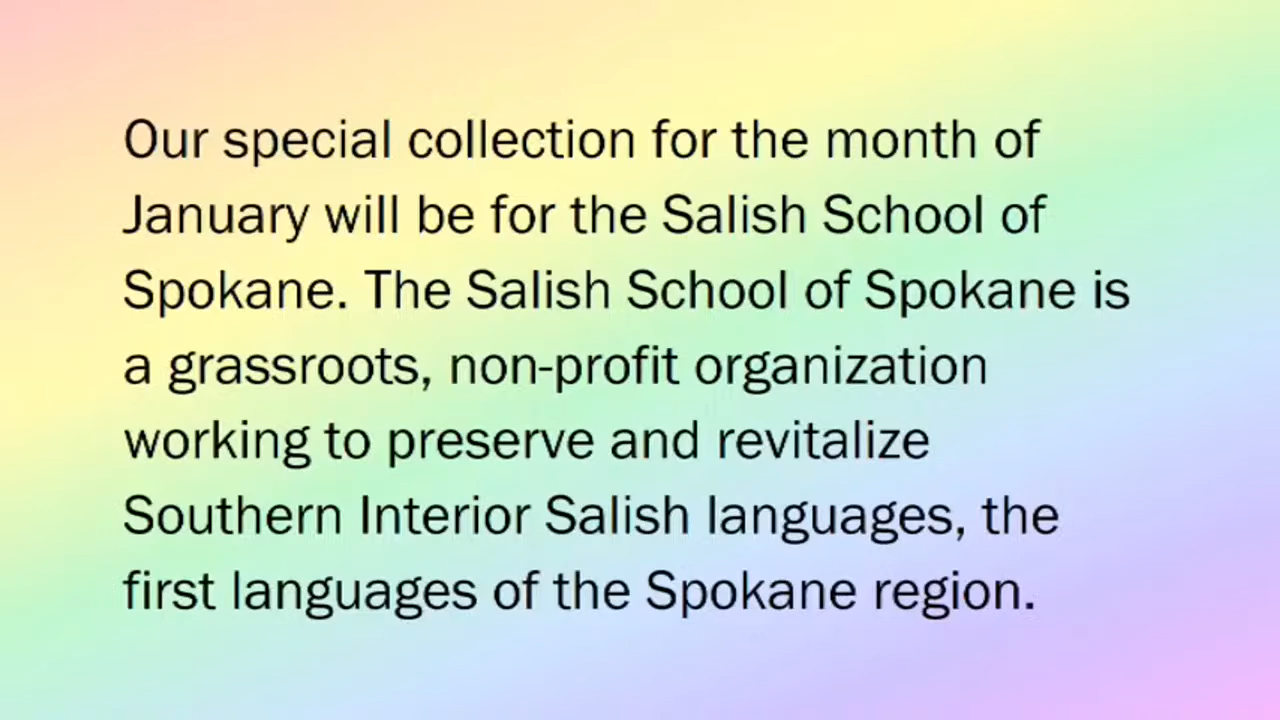 Our special collection for the month of
January will be for the Salish School of
Spokane. The Salish School of Spokane is
a grassroots, non-profit organization
working to preserve and revitalize
Southern Interior Salish languages, the
first languages of the Spokane region.